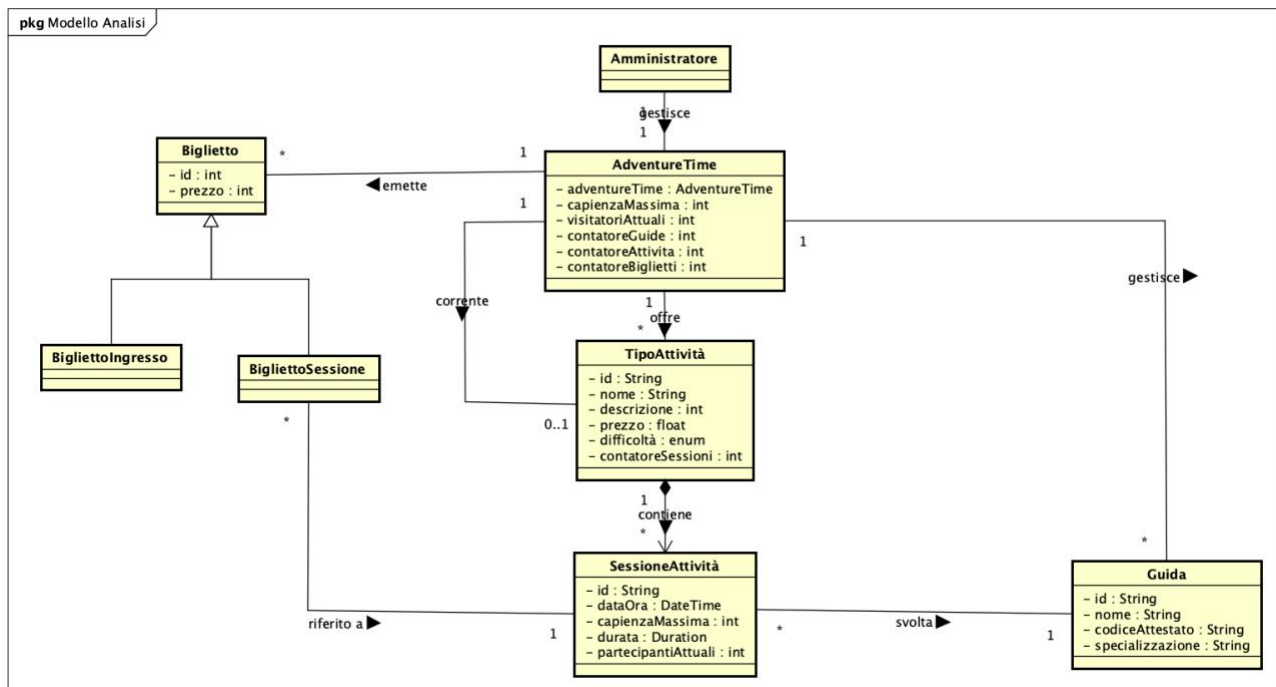 pkg Modello Analisi
Amministratore
1
gestisce
1
Biglietto
- id : int
- prezzo : int
*
1
emette
AdventureTime
- adventureTime : AdventureTime
- capienzaMassima : int
- visitatoriAttuali : int
- contatoreGuide : int
- contatoreAttivita : int
- contatoreBiglietti : int
1
1
gestisce
corrente
1
offre
*
BigliettoIngresso
BigliettoSessione
*
TipoAttività
- id : String
- nome : String
- descrizione : int
- prezzo : float
- difficoltà : enum
- contatoreSessioni : int
0..1
1
contiene
*
*
SessioneAttività
- id : String
- dataOra : DateTime
- capienzaMassima : int
- durata : Duration
- partecipantiAttuali : int
riferito a
1
*
svolta
1
Guida
- id : String
- nome : String
- codiceAttestato : String
- specializzazione : String